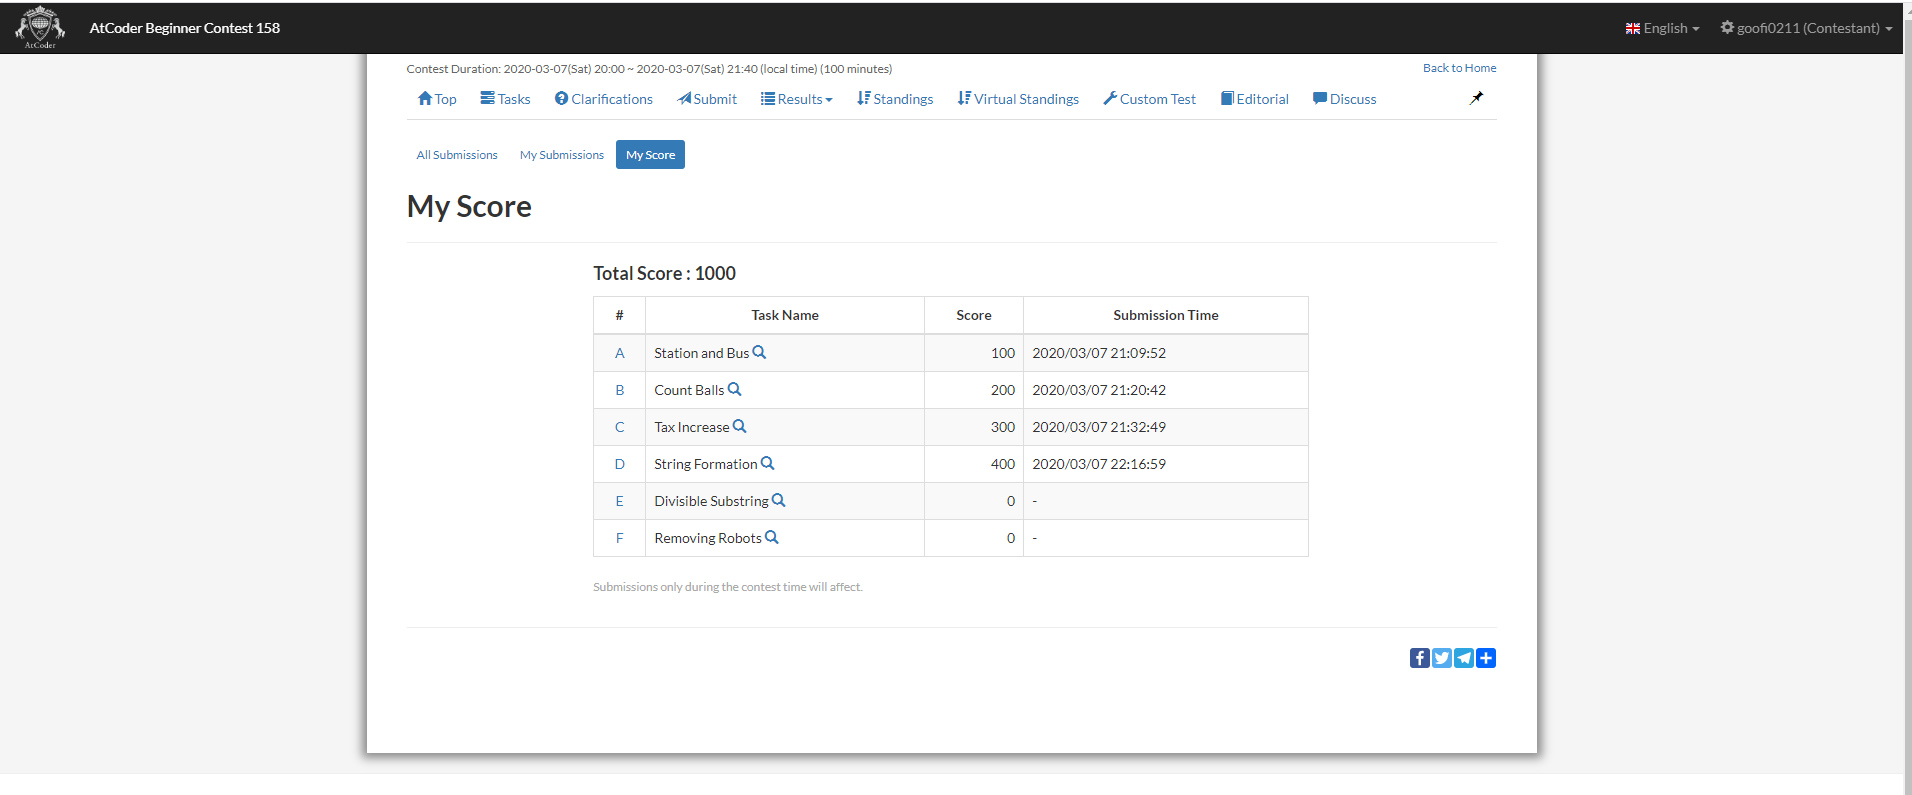 AtCoder
AtCoder Beginner Contest 158
English
goofi0211 (Contestant)
Contest Duration: 2020-03-07(Sat) 20:00 ~ 2020-03-07(Sat) 21:40 (local time) (100 minutes)
Back to Home
Top Tasks Clarifications Submit Results Standings Virtual Standings Custom Test Editorial Discuss
All Submissions My Submissions My Score
My Score
Total Score : 1000
# Task Name Score Submission Time
A Station and Bus 100 2020/03/07 21:09:52
B Count Balls 200 2020/03/07 21:20:42
C Tax Increase 300 2020/03/07 21:32:49
D String Formation 400 2020/03/07 22:16:59
E Divisible Substring 0 -
F Removing Robots 0 -
Submissions only during the contest time will affect.